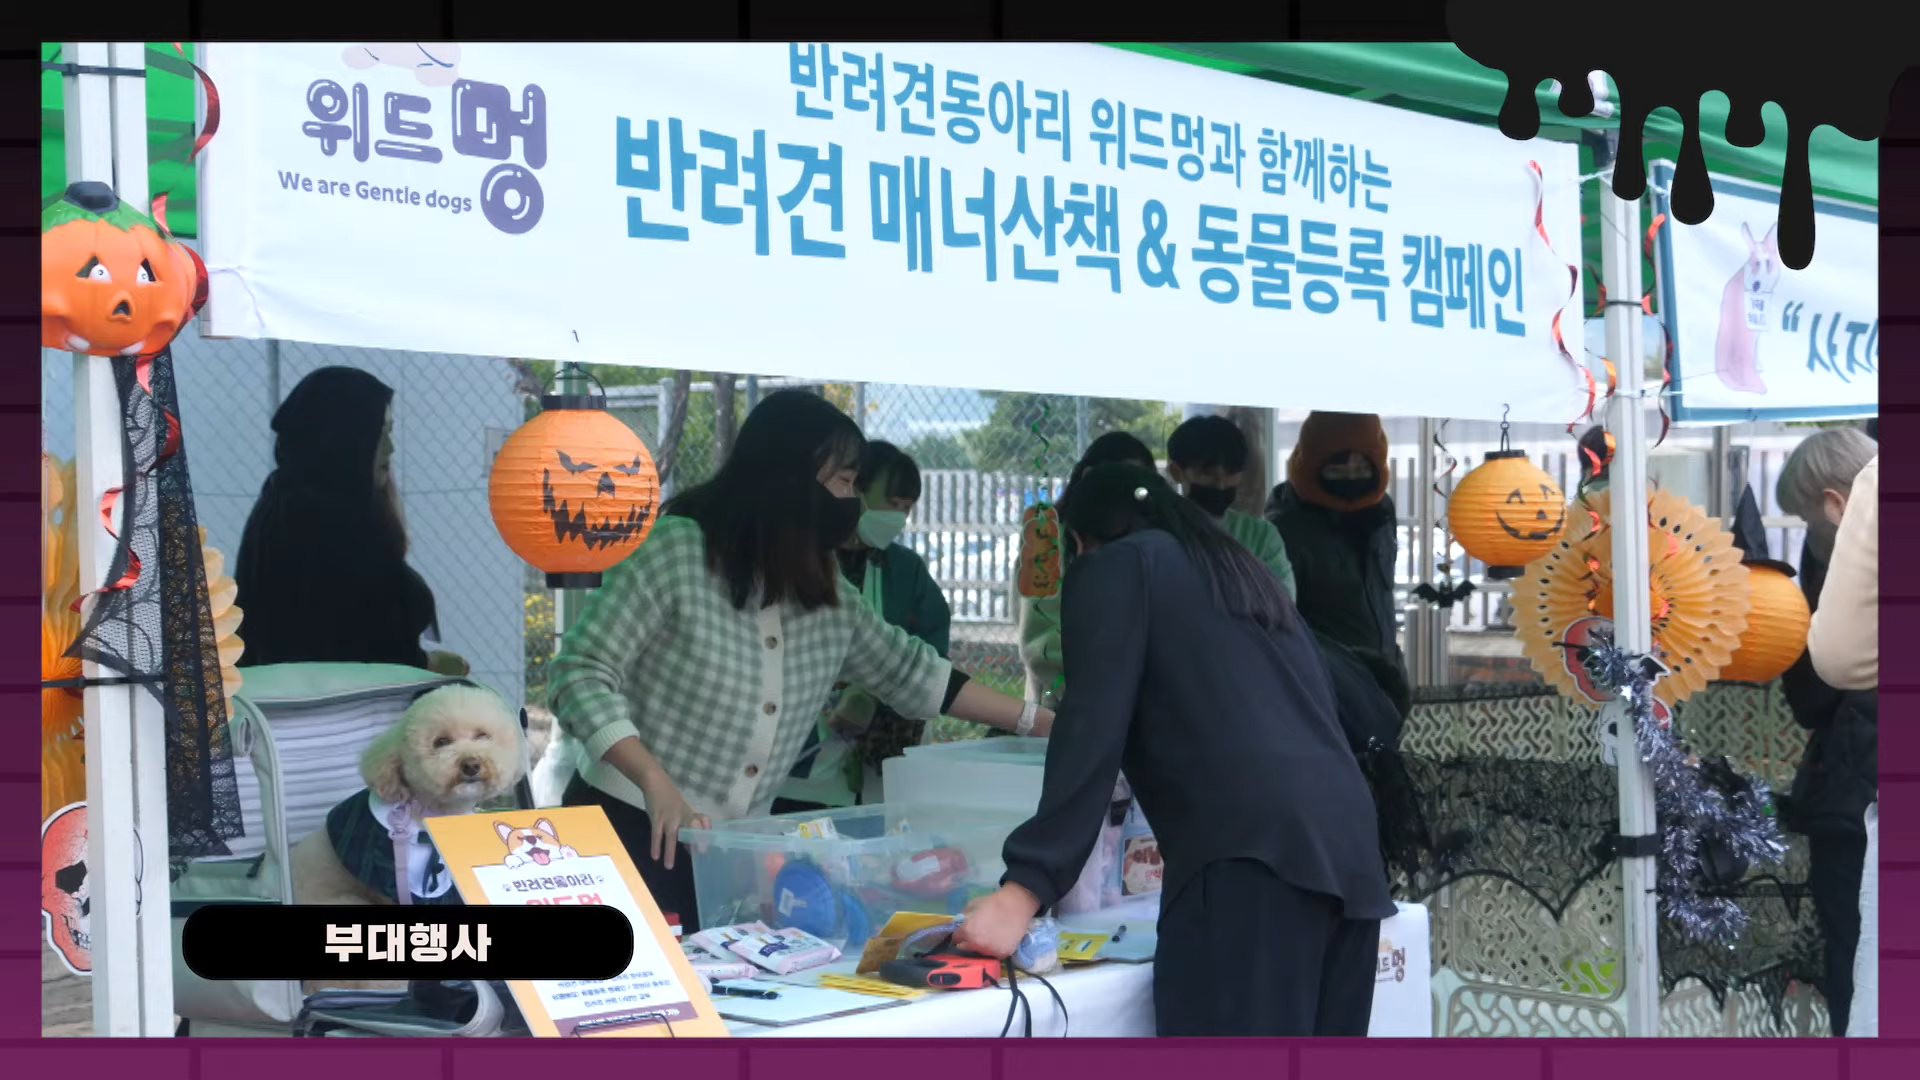 위드멍
We are Gentle dogs
반려견동아리 위드멍과 함께하는
반려견 매너산책 & 동물등록 캠페인
반려견동아리
부대행사